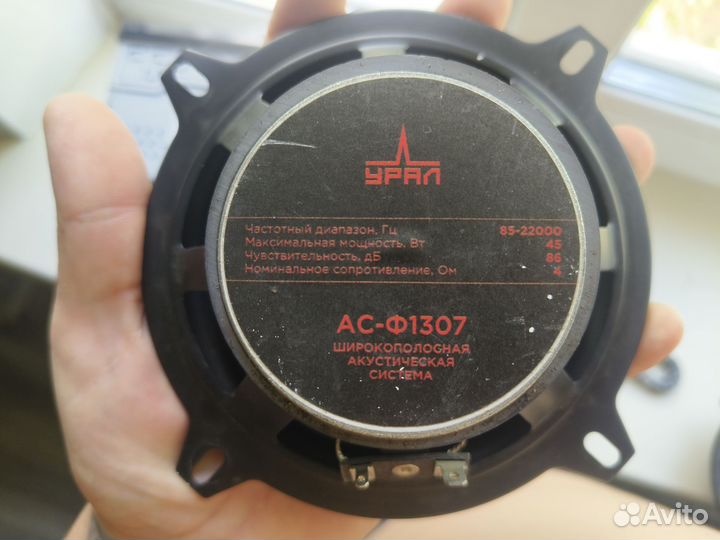 УРАЛ
Частотный диапазон, Гц 85-22000
Максимальная мощность, Вт 45
Чувствительность, дБ 86
Номинальное сопротивление, Ом 4
АС-Ф1307
ШИРОКОПОЛОСНАЯ
АКУСТИЧЕСКАЯ
СИСТЕМА
Avito